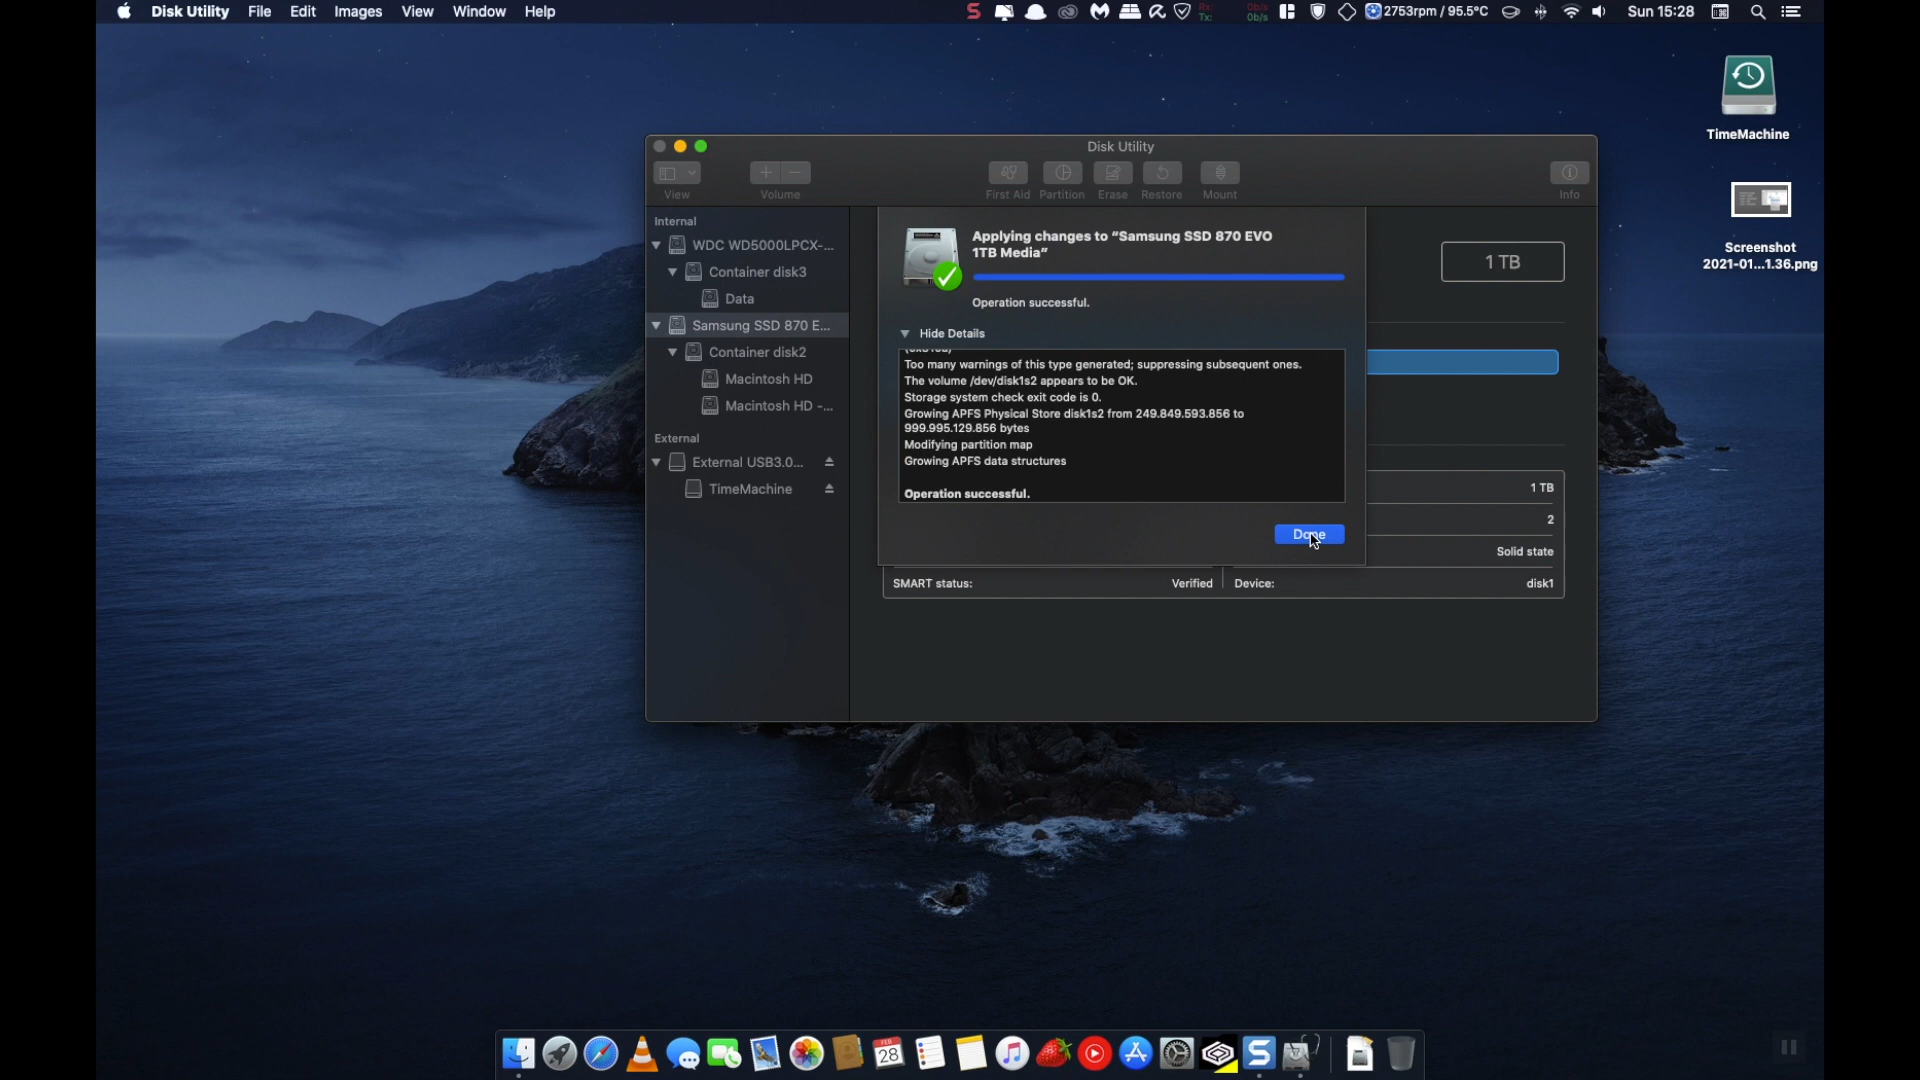 Disk Utility File Edit Images View Window Help
2753rpm / 95.5°C Sun 15:28
Rx: 0b/s
Tx: 0b/s
TimeMachine
Screenshot
2021-01...1.36.png
Disk Utility
View Volume First Aid Partition Erase Restore Mount Info
Internal
WDC WD5000LPCX-...
Container disk3
Data
Samsung SSD 870 E...
Container disk2
Macintosh HD
Macintosh HD -...
External
External USB3.0...
TimeMachine
Applying changes to “Samsung SSD 870 EVO
1TB Media”
Operation successful.
Hide Details
Too many warnings of this type generated; suppressing subsequent ones.
The volume /dev/disk1s2 appears to be OK.
Storage system check exit code is 0.
Growing APFS Physical Store disk1s2 from 249.849.593.856 to
999.995.129.856 bytes
Modifying partition map
Growing APFS data structures
Operation successful.
Done
1 TB
1 TB
2
Solid state
SMART status: Verified Device: disk1
FEB
28